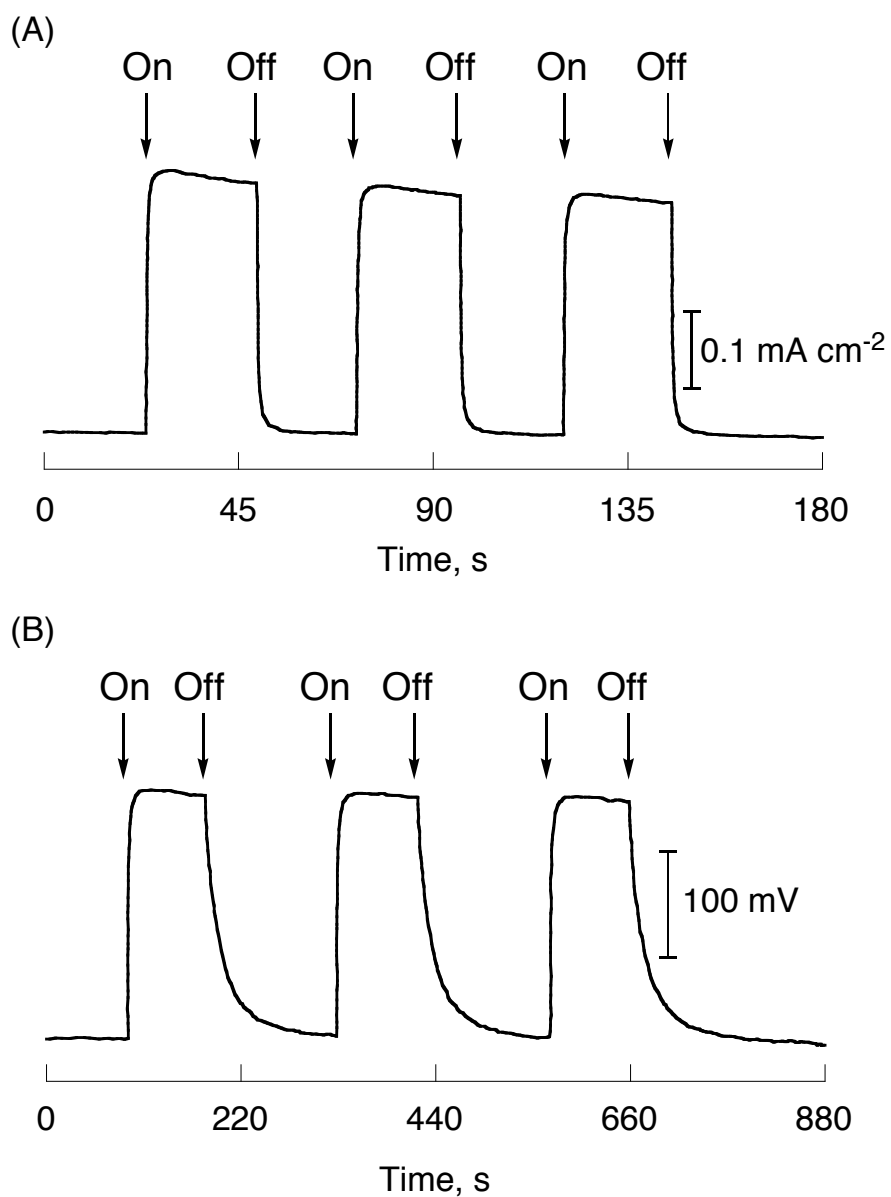 (A)
On Off On Off On Off
0.1 mA cm⁻²
0 45 90 135 180
Time, s
(B)
On Off On Off On Off
100 mV
0 220 440 660 880
Time, s